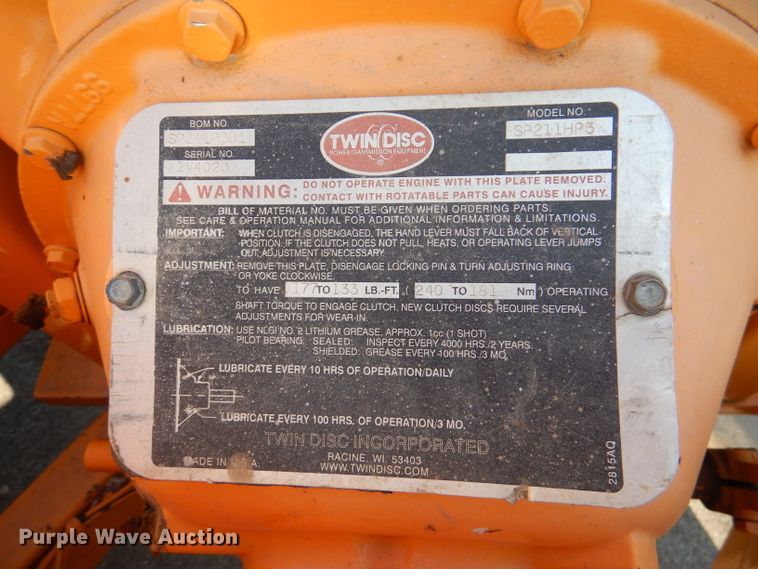 W7TSS
BOM NO.
MODEL NO.
TWIN DISC
POWER TRANSMISSION EQUIPMENT
SP211HP3
SERIAL NO.
WARNING: DO NOT OPERATE ENGINE WITH THIS PLATE REMOVED.
CONTACT WITH ROTATABLE PARTS CAN CAUSE INJURY.
BILL OF MATERIAL NO. MUST BE GIVEN WHEN ORDERING PARTS.
SEE CARE & OPERATION MANUAL FOR ADDITIONAL INFORMATION & LIMITATIONS.
IMPORTANT: WHEN CLUTCH IS DISENGAGED, THE HAND LEVER MUST FALL BACK OF VERTICAL
POSITION. IF THE CLUTCH DOES NOT PULL, HEATS, OR OPERATING LEVER JUMPS
OUT, ADJUSTMENT IS NECESSARY.
ADJUSTMENT: REMOVE THIS PLATE, DISENGAGE LOCKING PIN & TURN ADJUSTING RING
OR YOKE CLOCKWISE.
TO HAVE 177 TO 133 LB.-FT. ( 240 TO 181 Nm) OPERATING
SHAFT TORQUE TO ENGAGE CLUTCH. NEW CLUTCH DISCS REQUIRE SEVERAL
ADJUSTMENTS FOR WEAR-IN.
LUBRICATION: USE NLGI NO. 2 LITHIUM GREASE, APPROX. 1cc (1 SHOT)
PILOT BEARING: SEALED: INSPECT EVERY 4000 HRS./2 YEARS.
SHIELDED: GREASE EVERY 100 HRS./3 MO.
LUBRICATE EVERY 10 HRS OF OPERATION/DAILY
LUBRICATE EVERY 100 HRS. OF OPERATION/3 MO.
TWIN DISC INCORPORATED
MADE IN U.S.A.
RACINE, WI. 53403
WWW.TWINDISC.COM
2815AQ
Purple Wave Auction